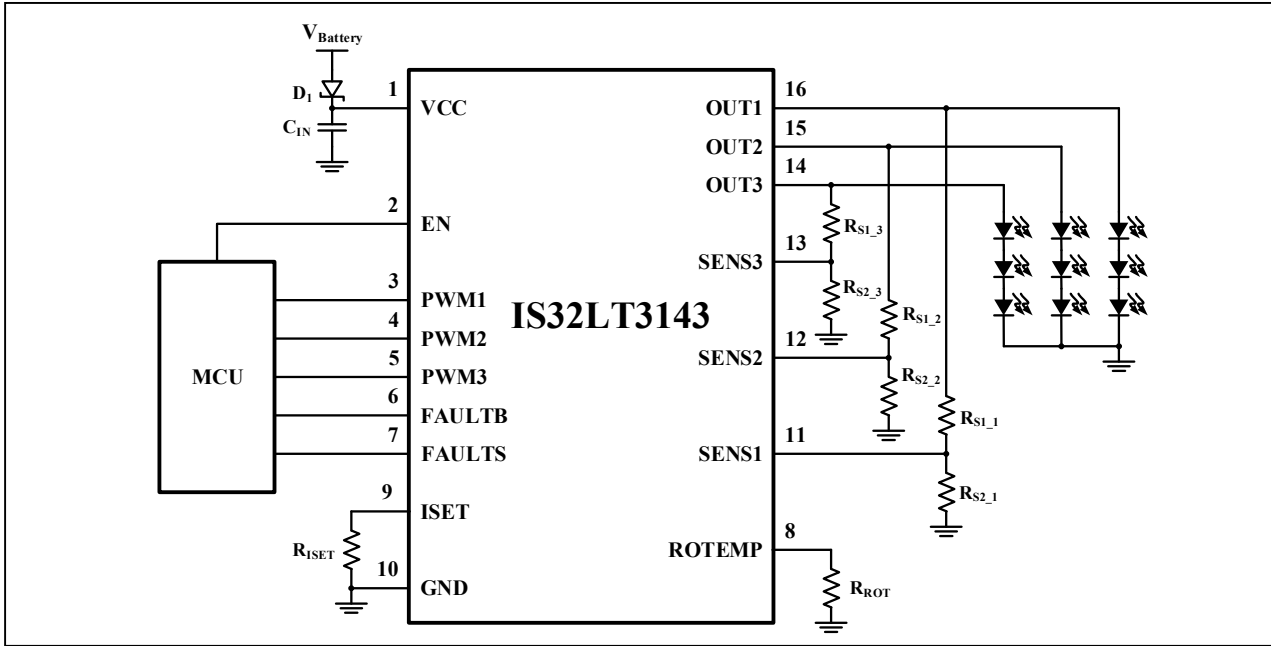 VBattery
D1
CIN
1
VCC
2
EN
MCU
3
PWM1
4
PWM2
5
PWM3
6
FAULTB
7
FAULTS
9
ISET
RISET
10
GND
IS32LT3143
16
OUT1
15
OUT2
14
OUT3
RS1_3
13
SENS3
RS2_3
RS1_2
12
SENS2
RS2_2
RS1_1
11
SENS1
RS2_1
8
ROTEMP
RROT